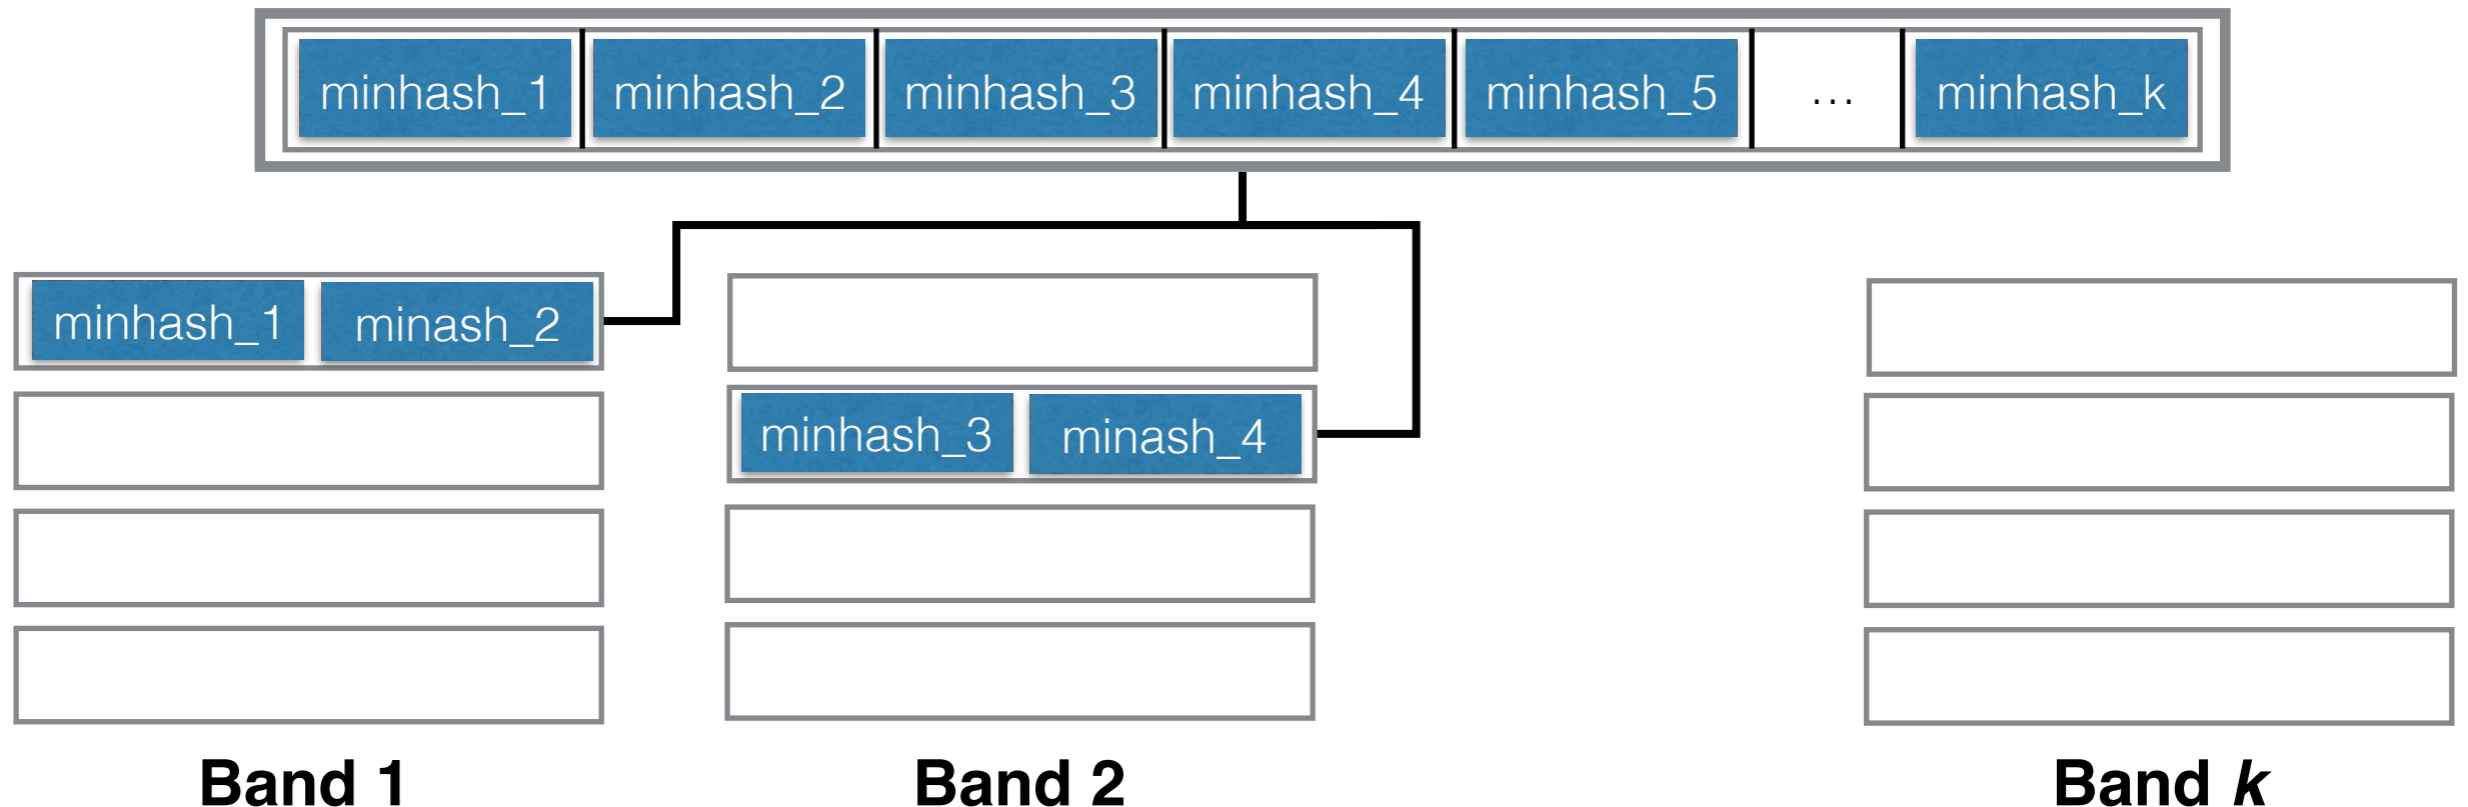 minhash_1 minhash_2 minhash_3 minhash_4 minhash_5 ... minhash_k
minhash_1 minash_2
minhash_3 minash_4
Band 1 Band 2 Band k